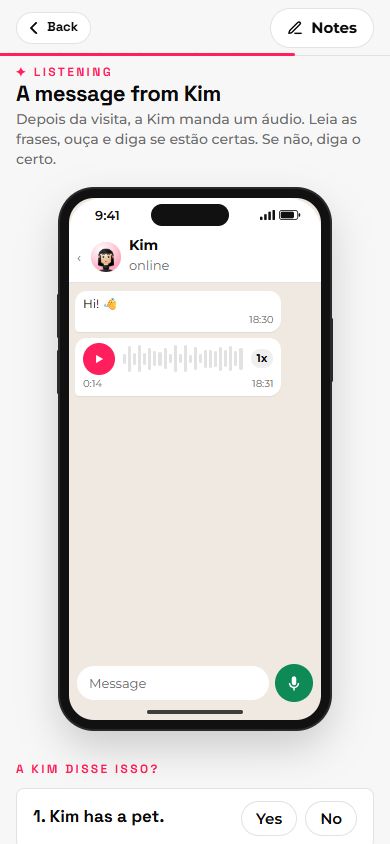 Back
Notes
LISTENING
A message from Kim
Depois da visita, a Kim manda um áudio. Leia as
frases, ouça e diga se estão certas. Se não, diga o
certo.
9:41
Kim
online
Hi! 👋
18:30
1x
0:14
18:31
Message
A KIM DISSE ISSO?
1. Kim has a pet.
Yes
No